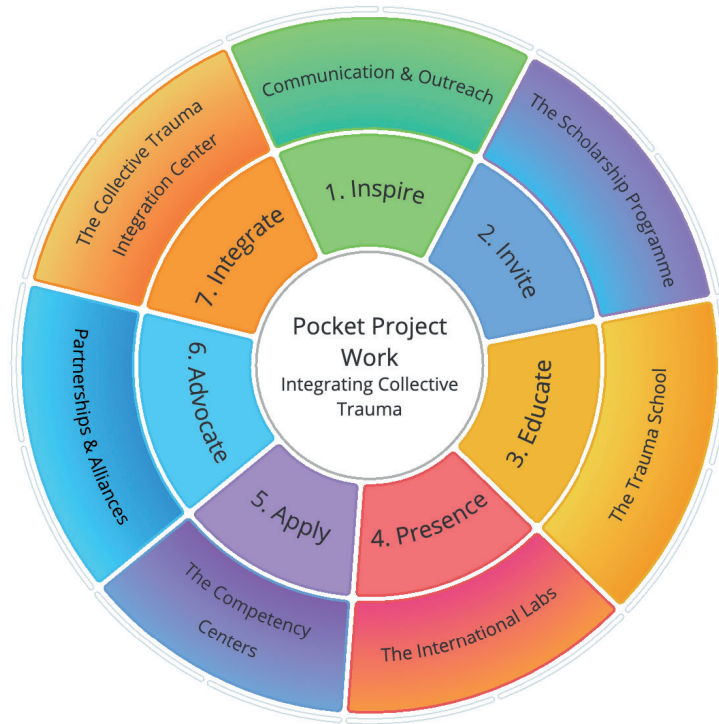 Pocket Project
Work
Integrating Collective
Trauma
1. Inspire
Communication & Outreach
2. Invite
The Scholarship Programme
3. Educate
The Trauma School
4. Presence
The International Labs
5. Apply
The Competency
Centers
6. Advocate
Partnerships & Alliances
7. Integrate
The Collective Trauma
Integration Center